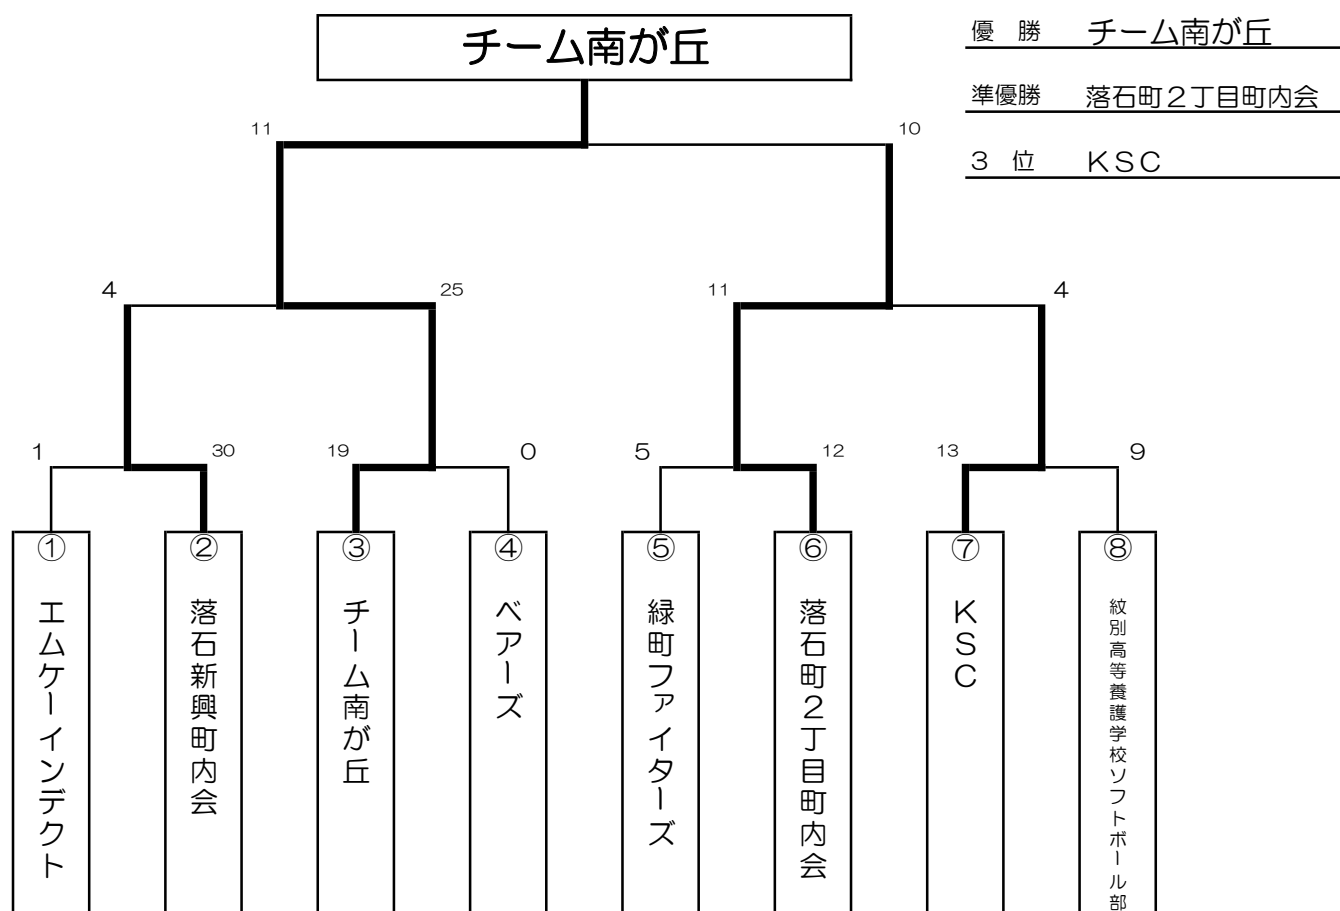 チーム南が丘
優　勝　チーム南が丘
準優勝　落石町２丁目町内会
３　位　ＫＳＣ
11　10
4　25　11　4
1　30　19　0　5　12　13　9
①　②　③　④　⑤　⑥　⑦　⑧
エムケーインデクト
落石新興町内会
チーム南が丘
ベアーズ
緑町ファイターズ
落石町２丁目町内会
ＫＳＣ
紋別高等養護学校ソフトボール部